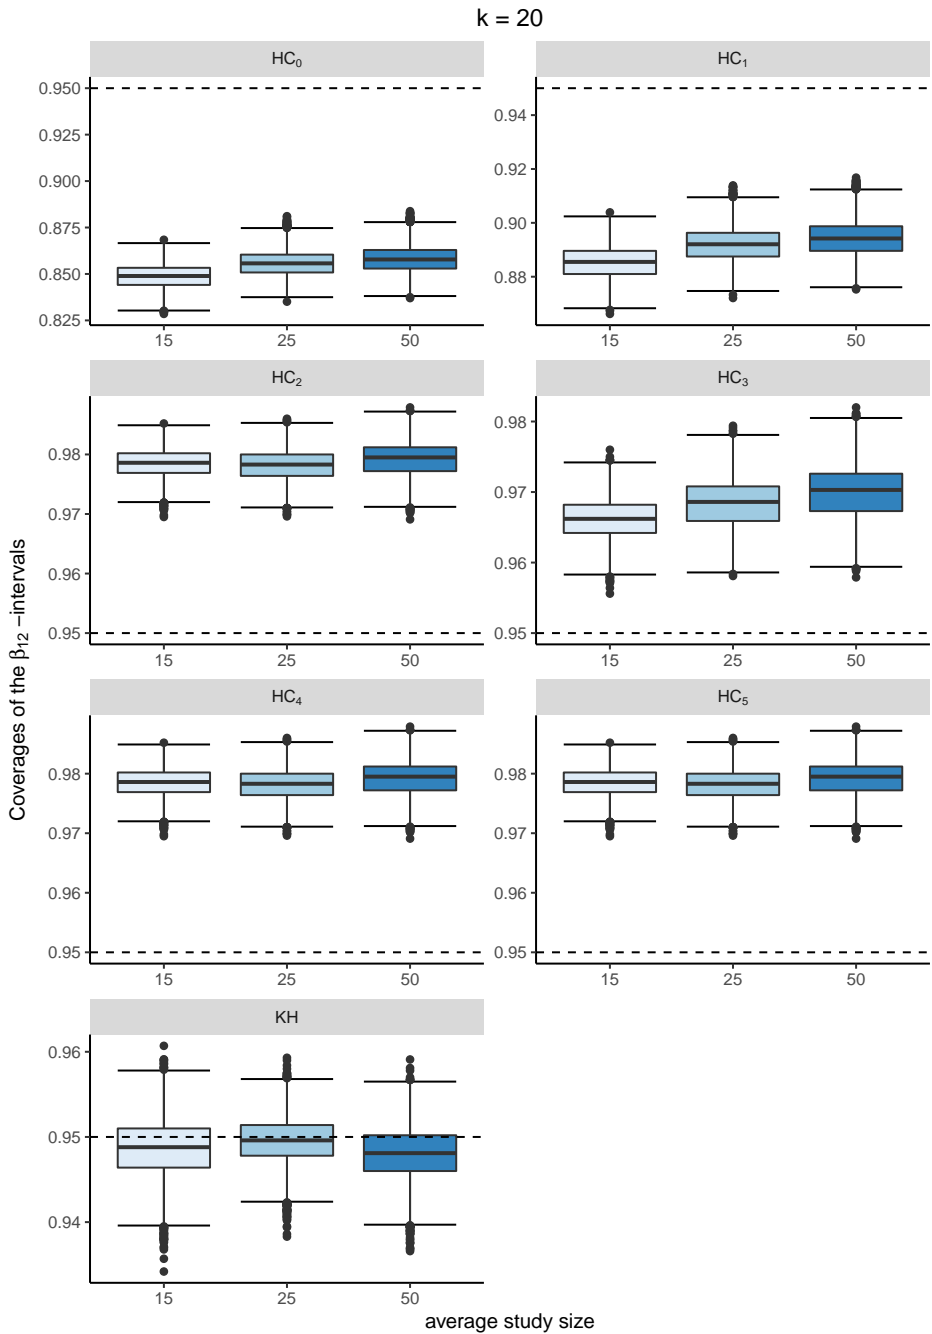 k = 20
HC₀
HC₁
0.950
0.925
0.900
0.875
0.850
0.825
0.94
0.92
0.90
0.88
15 25 50
15 25 50
HC₂
HC₃
0.98
0.97
0.96
0.95
0.98
0.97
0.96
0.95
15 25 50
15 25 50
Coverages of the β₁₂ −intervals
HC₄
HC₅
0.98
0.97
0.96
0.95
0.98
0.97
0.96
0.95
15 25 50
15 25 50
KH
0.96
0.95
0.94
15 25 50
average study size